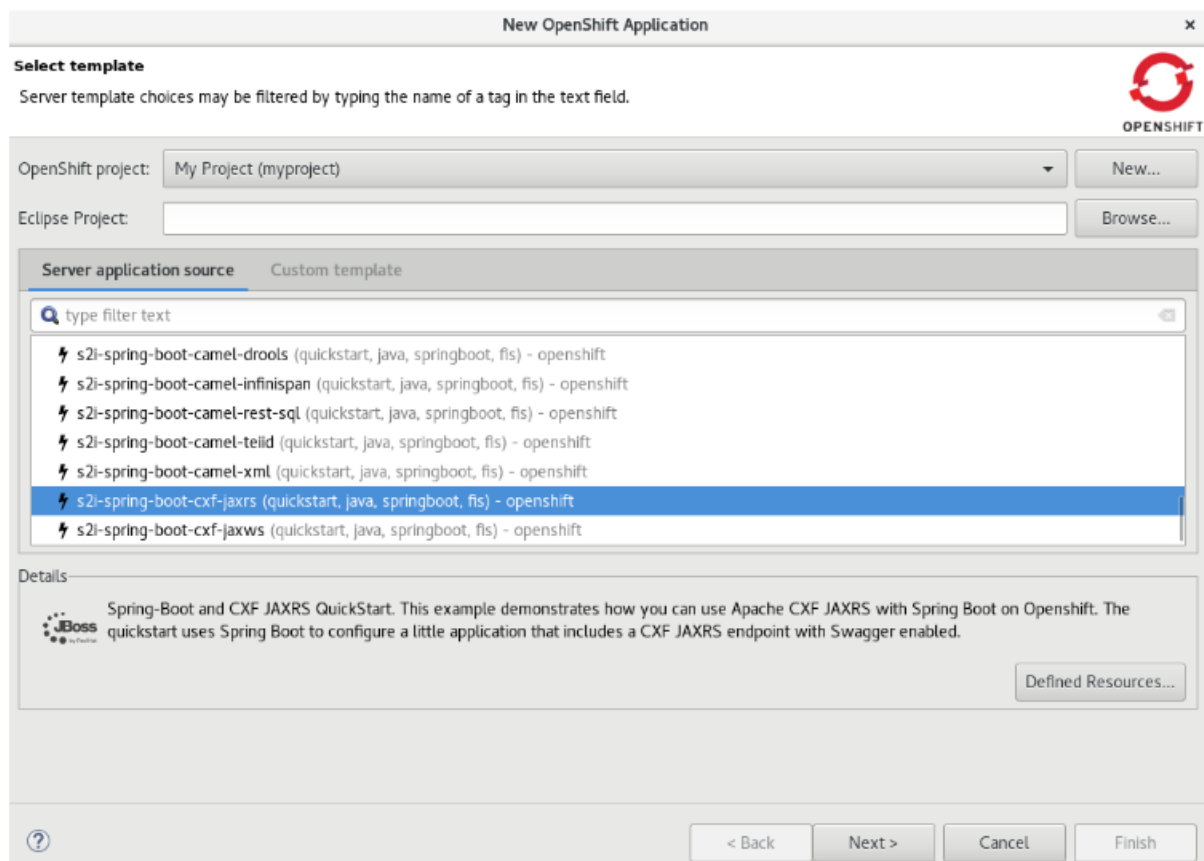 New OpenShift Application
×
Select template
Server template choices may be filtered by typing the name of a tag in the text field.
OPENSHIFT
OpenShift project:
My Project (myproject)
New...
Eclipse Project:
Browse...
Server application source
Custom template
type filter text
s2i-spring-boot-camel-drools (quickstart, java, springboot, fis) - openshift
s2i-spring-boot-camel-infinispan (quickstart, java, springboot, fis) - openshift
s2i-spring-boot-camel-rest-sql (quickstart, java, springboot, fis) - openshift
s2i-spring-boot-camel-teiid (quickstart, java, springboot, fis) - openshift
s2i-spring-boot-camel-xml (quickstart, java, springboot, fis) - openshift
s2i-spring-boot-cxf-jaxrs (quickstart, java, springboot, fis) - openshift
s2i-spring-boot-cxf-jaxws (quickstart, java, springboot, fis) - openshift
Details
JBoss
Spring-Boot and CXF JAXRS QuickStart. This example demonstrates how you can use Apache CXF JAXRS with Spring Boot on Openshift. The
quickstart uses Spring Boot to configure a little application that includes a CXF JAXRS endpoint with Swagger enabled.
Defined Resources...
?
< Back
Next >
Cancel
Finish